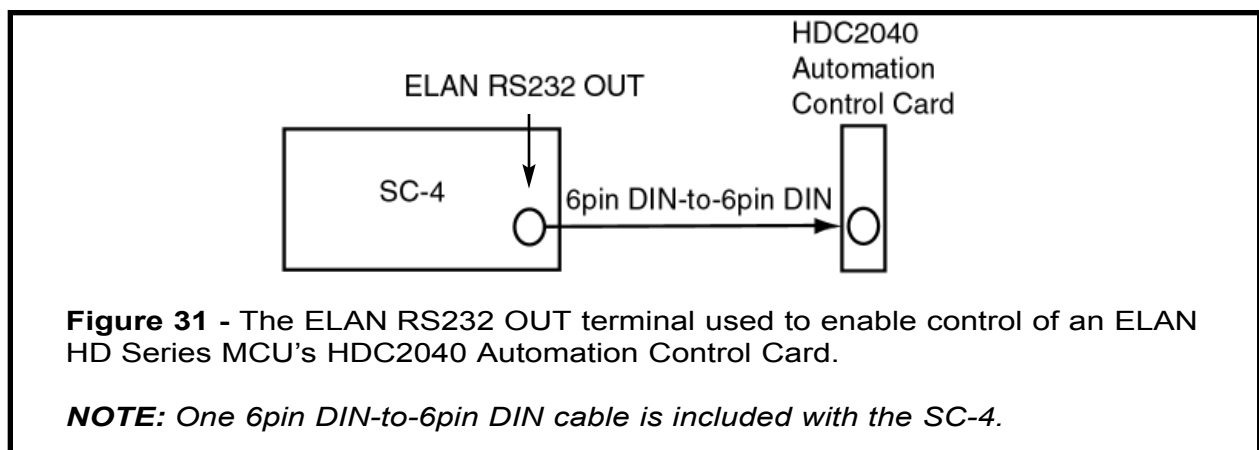 HDC2040
Automation
Control Card
ELAN RS232 OUT
SC-4
6pin DIN-to-6pin DIN
Figure 31 - The ELAN RS232 OUT terminal used to enable control of an ELAN
HD Series MCU's HDC2040 Automation Control Card.
NOTE: One 6pin DIN-to-6pin DIN cable is included with the SC-4.